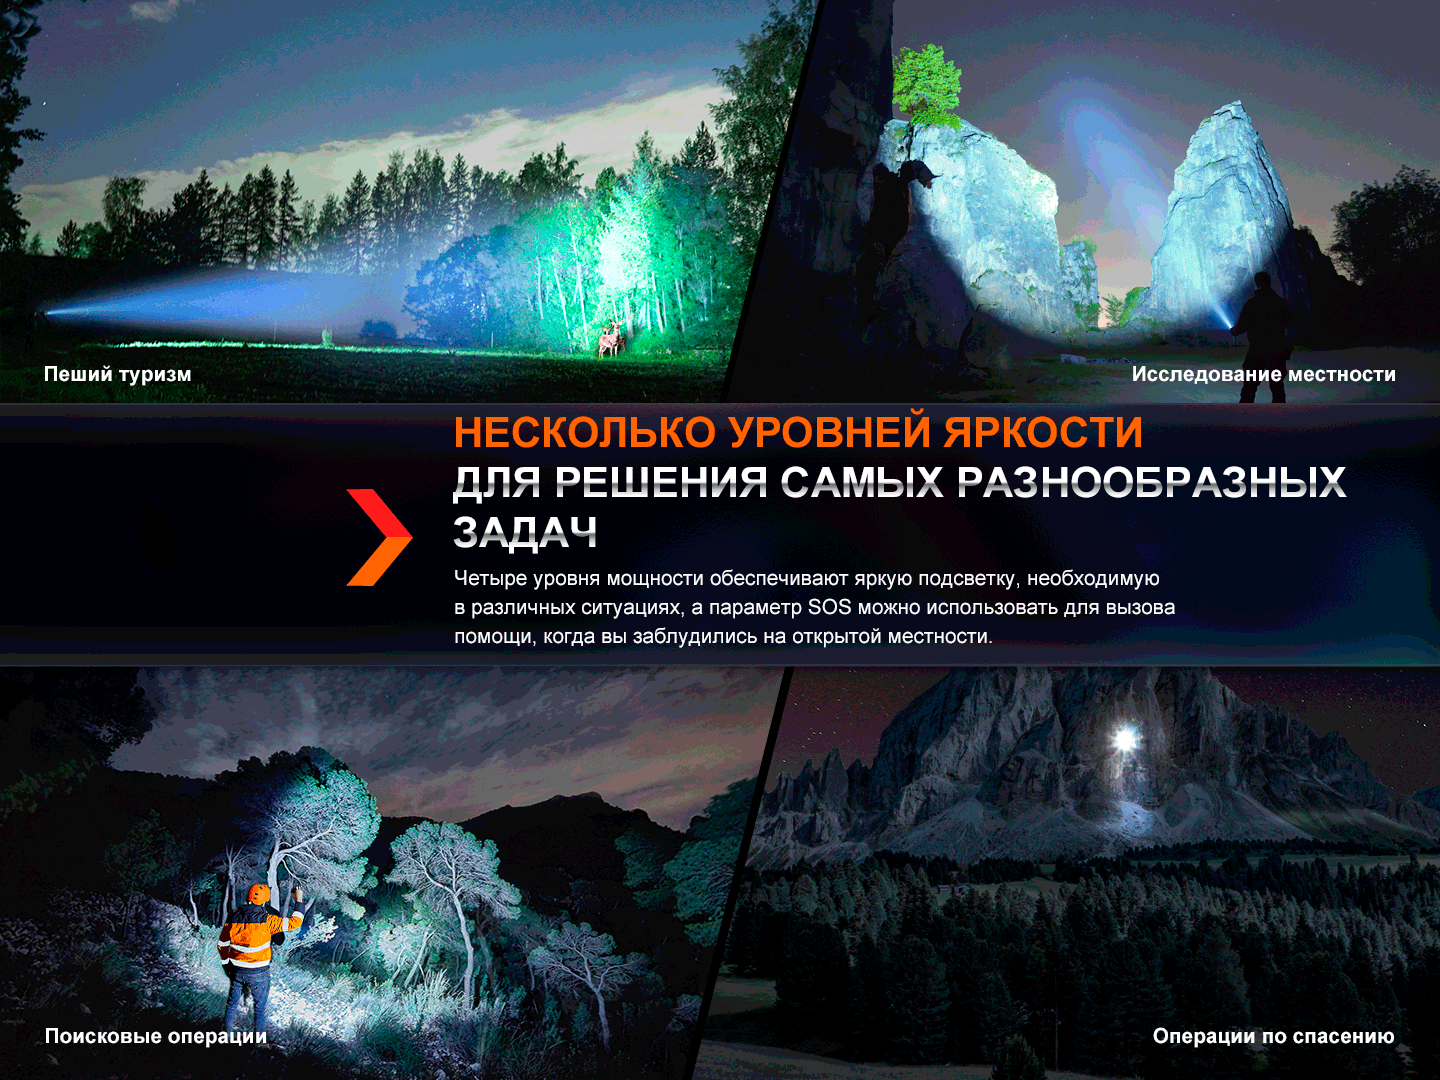 Пеший туризм
Исследование местности
НЕСКОЛЬКО УРОВНЕЙ ЯРКОСТИ
ДЛЯ РЕШЕНИЯ САМЫХ РАЗНООБРАЗНЫХ
ЗАДАЧ
Четыре уровня мощности обеспечивают яркую подсветку, необходимую
в различных ситуациях, а параметр SOS можно использовать для вызова
помощи, когда вы заблудились на открытой местности.
Поисковые операции
Операции по спасению